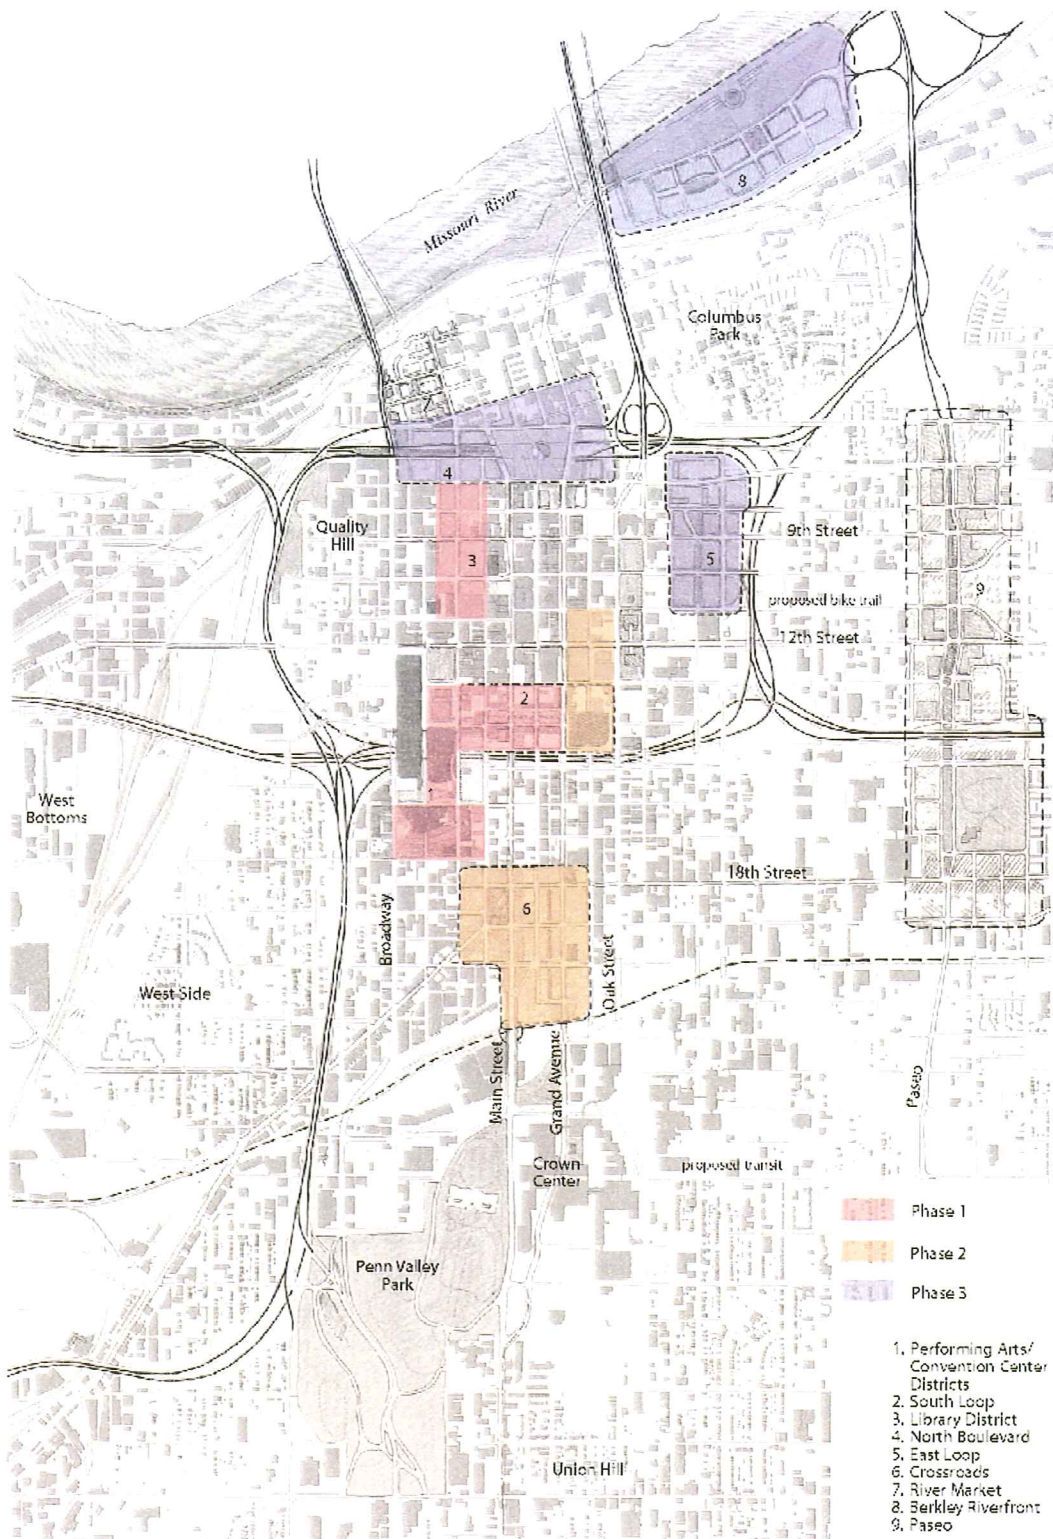 Missouri River
8
Columbus
Park
7
4
Quality
Hill
9th Street
3
5
9
proposed bike trail
12th Street
2
1
West
Bottoms
18th Street
6
Broadway
Oak Street
West Side
Main Street
Grand Avenue
Paseo
Crown
Center
proposed transit
Phase 1
Penn Valley
Park
Phase 2
Phase 3
1. Performing Arts/
Convention Center
Districts
2. South Loop
3. Library District
4. North Boulevard
5. East Loop
6. Crossroads
7. River Market
8. Berkley Riverfront
9. Paseo
Union Hill